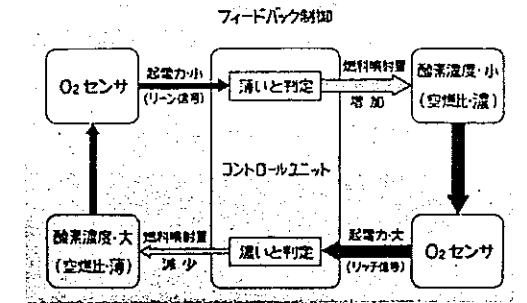 フィードバック制御
O₂センサ
起電力・小
(リーン信号)
薄いと判定
燃料噴射量
増加
酸素濃度・小
(空燃比・濃)
コントロールユニット
酸素濃度・大
(空燃比・薄)
燃料噴射量
減少
濃いと判定
起電力・大
(リッチ信号)
O₂センサ